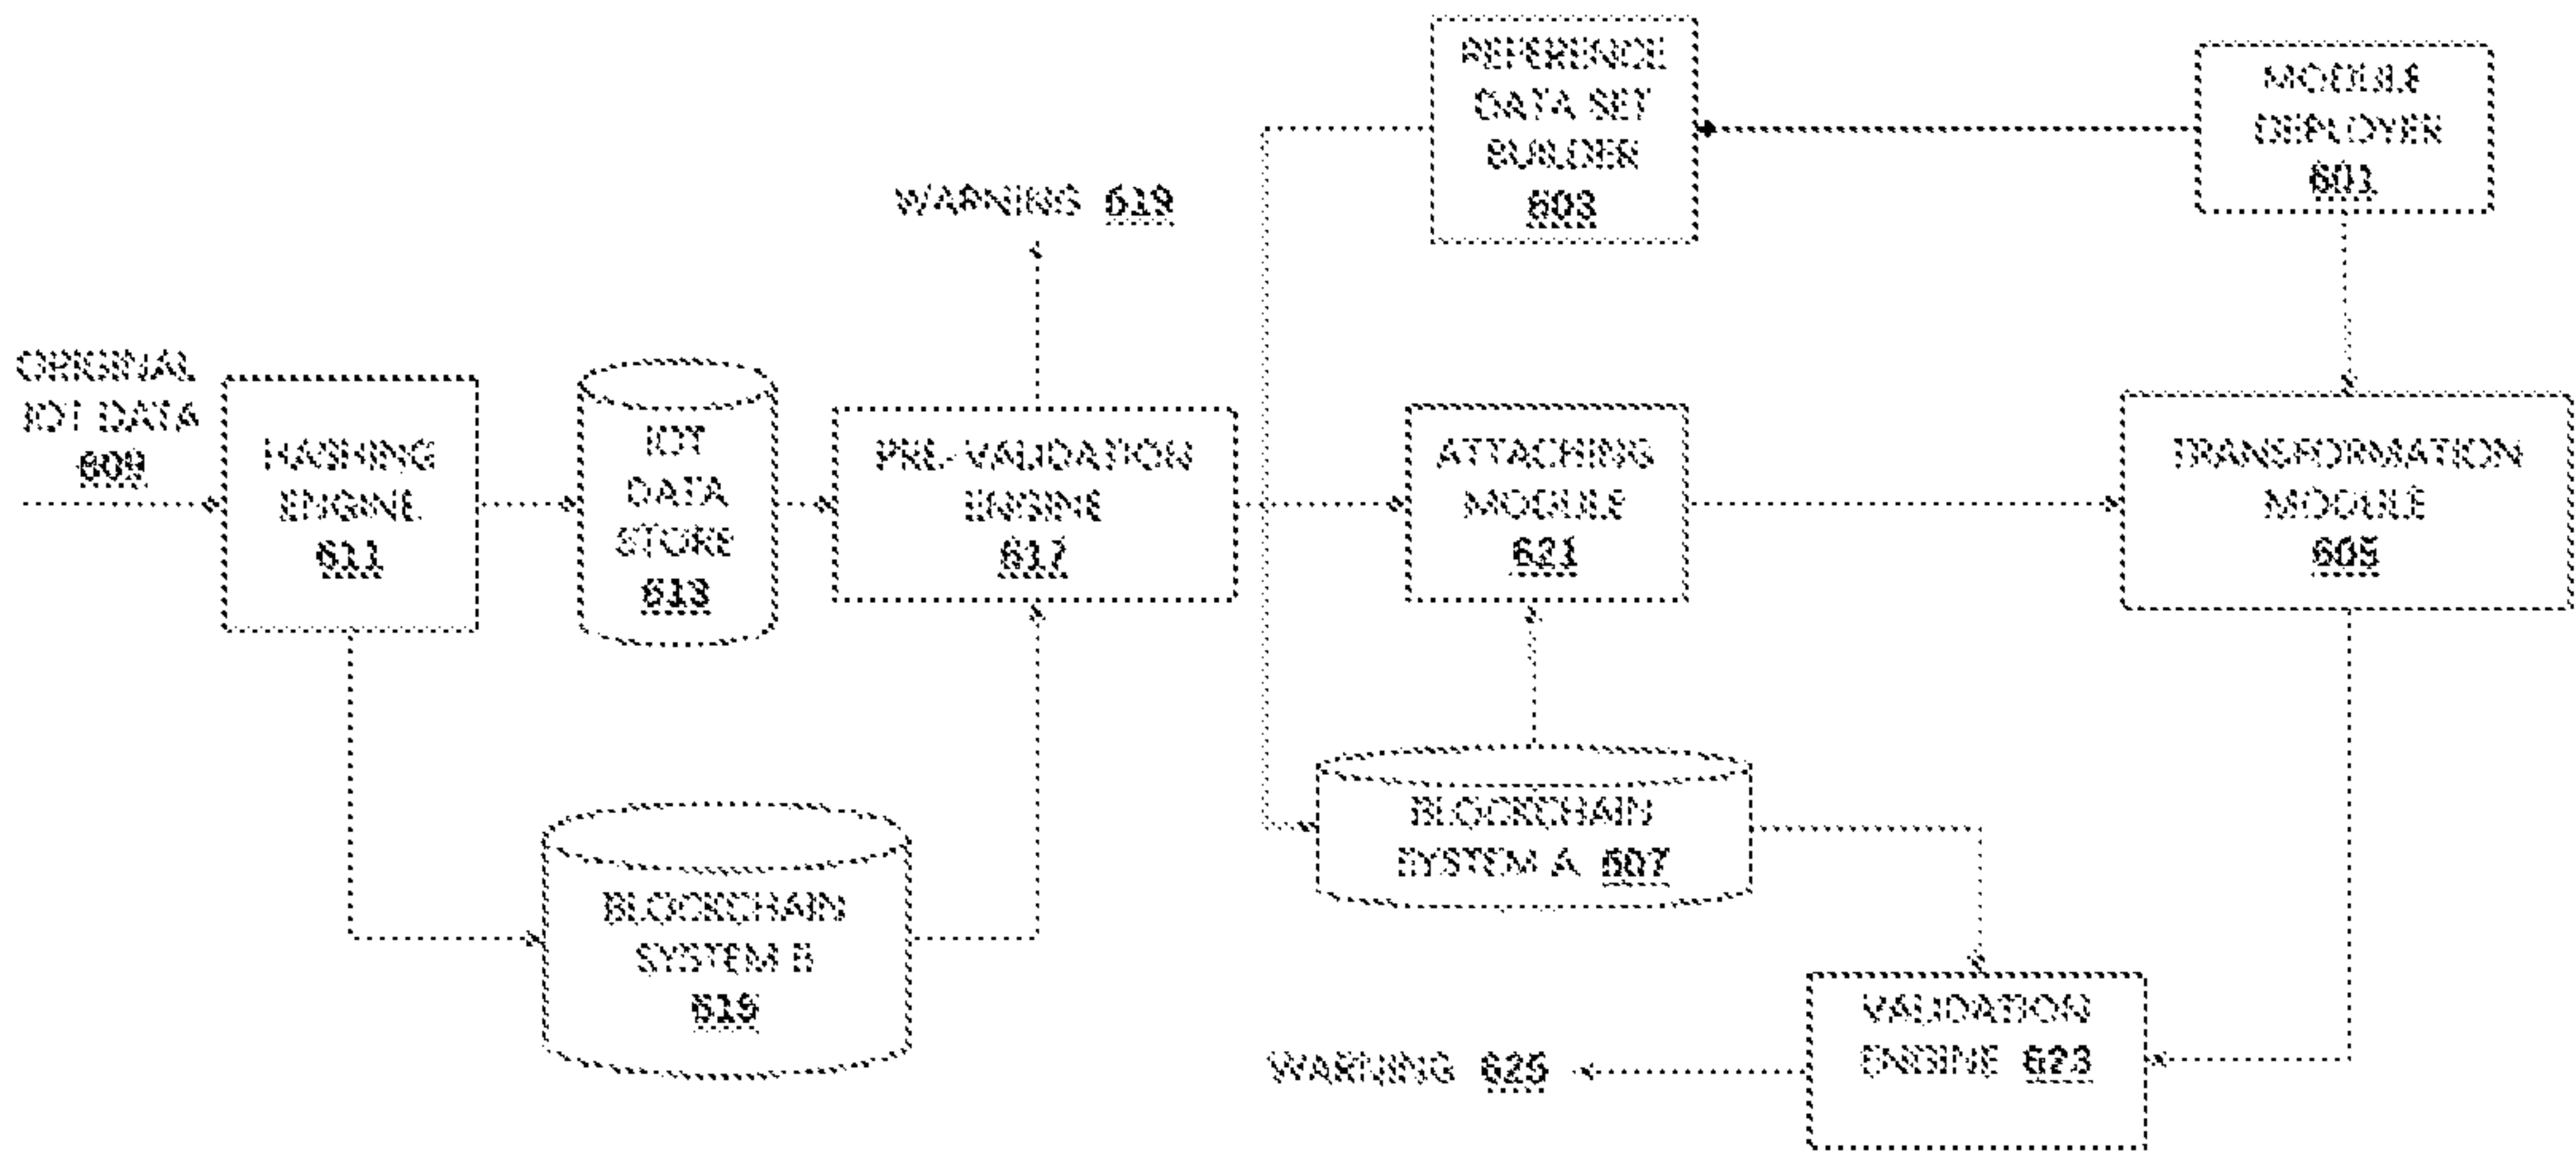 REFERENCE
DATA SET
BUILDER
603
MODULE
DEPLOYER
601
WARNING 619
ORIGINAL
IOT DATA
609
HASHING
ENGINE
611
IOT
DATA
STORE
613
PRE-VALIDATION
ENGINE
617
ATTACHING
MODULE
621
TRANSFORMATION
MODULE
605
BLOCKCHAIN
SYSTEM A 607
BLOCKCHAIN
SYSTEM B
615
VALIDATION
ENGINE 623
WARNING 625